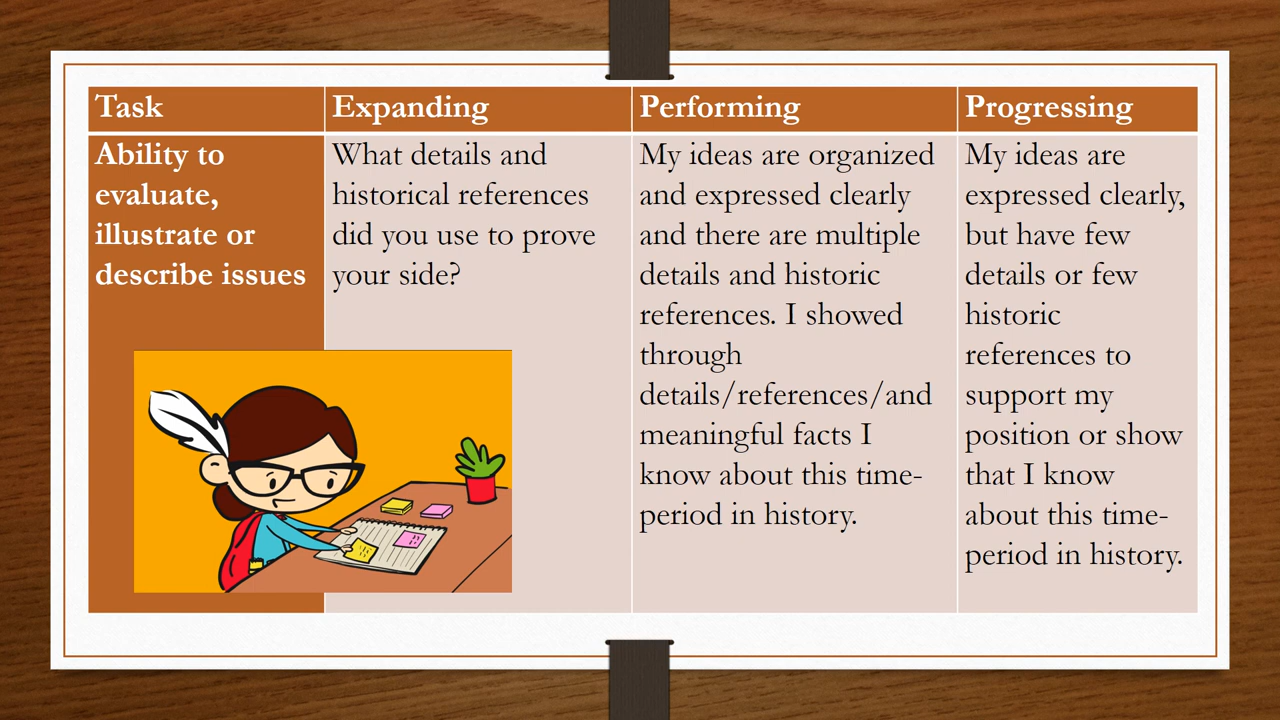 Task
Expanding
Performing
Progressing
Ability to
evaluate,
illustrate or
describe issues
What details and
historical references
did you use to prove
your side?
My ideas are organized
and expressed clearly
and there are multiple
details and historic
references. I showed
through
details/references/and
meaningful facts I
know about this time-
period in history.
My ideas are
expressed clearly,
but have few
details or few
historic
references to
support my
position or show
that I know
about this time-
period in history.